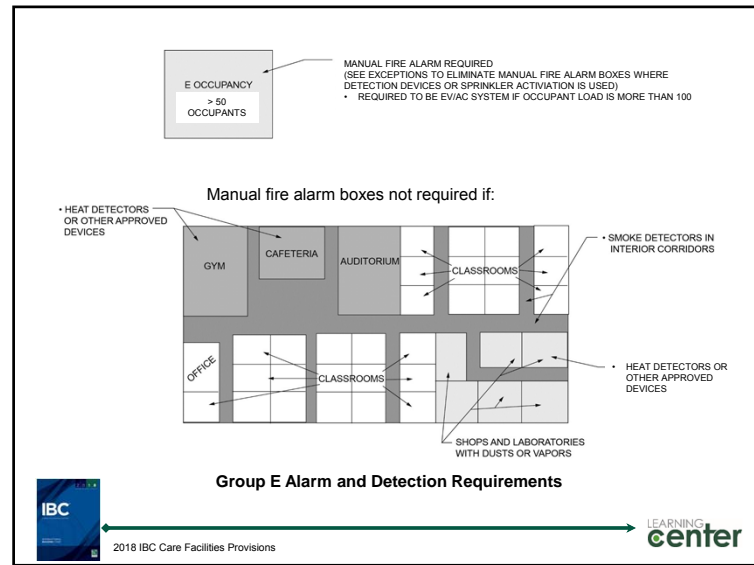 MANUAL FIRE ALARM REQUIRED
(SEE EXCEPTIONS TO ELIMINATE MANUAL FIRE ALARM BOXES WHERE
DETECTION DEVICES OR SPRINKLER ACTIVATION IS USED)
• REQUIRED TO BE EV/AC SYSTEM IF OCCUPANT LOAD IS MORE THAN 100
E OCCUPANCY
> 50
OCCUPANTS
Manual fire alarm boxes not required if:
• HEAT DETECTORS
OR OTHER APPROVED
DEVICES
GYM
CAFETERIA
AUDITORIUM
CLASSROOMS
• SMOKE DETECTORS IN
INTERIOR CORRIDORS
OFFICE
CLASSROOMS
• HEAT DETECTORS OR
OTHER APPROVED
DEVICES
SHOPS AND LABORATORIES
WITH DUSTS OR VAPORS
Group E Alarm and Detection Requirements
IBC
2018 IBC Care Facilities Provisions
LEARNING
center